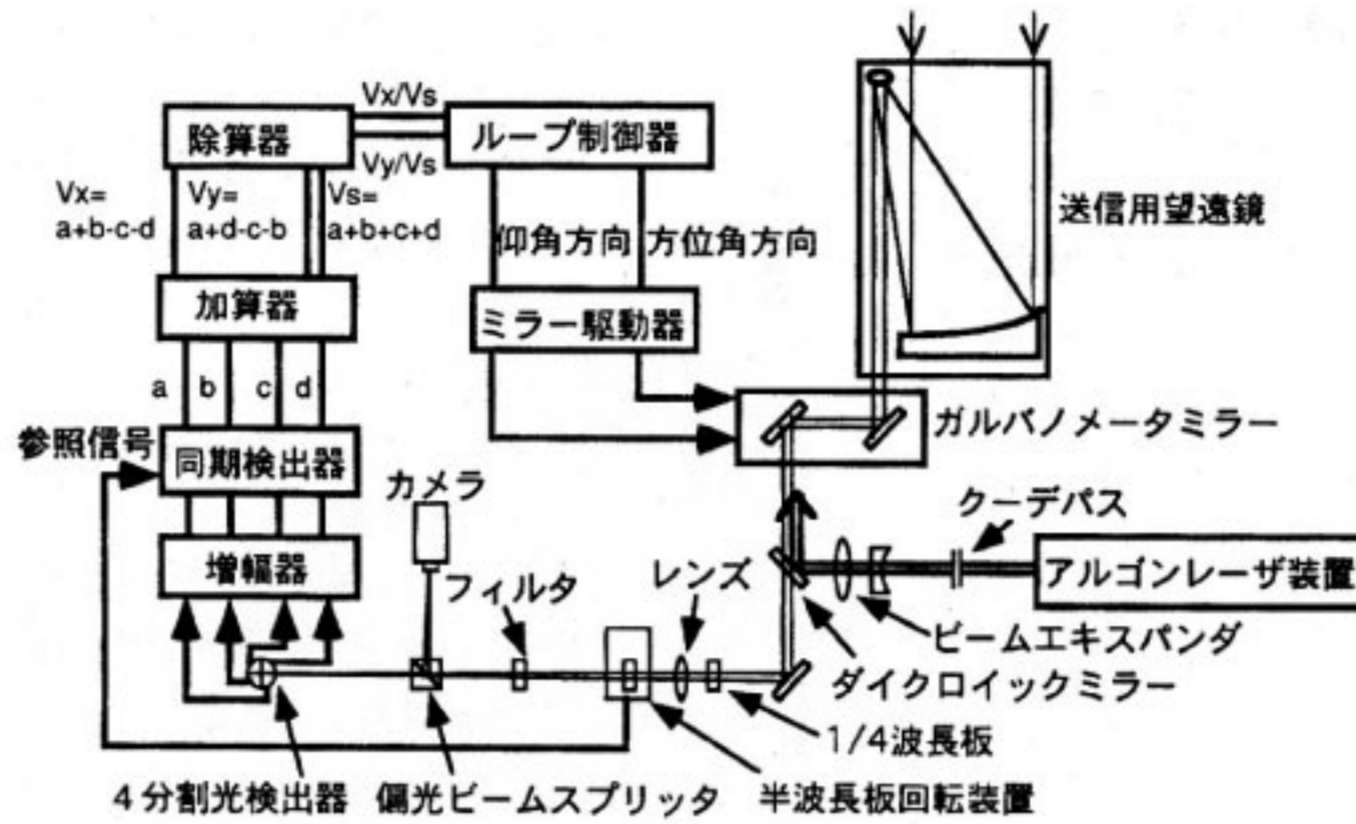 Vx/Vs
除算器
ループ制御器
Vy/Vs
Vx=
a+b-c-d
Vy=
a+d-c-b
Vs=
a+b+c+d
送信用望遠鏡
仰角方向
方位角方向
加算器
ミラー駆動器
a
b
c
d
ガルバノメータミラー
参照信号
同期検出器
カメラ
クーデパス
増幅器
フィルタ
レンズ
アルゴンレーザ装置
ビームエキスパンダ
ダイクロイックミラー
1/4波長板
4分割光検出器
偏光ビームスプリッタ
半波長板回転装置